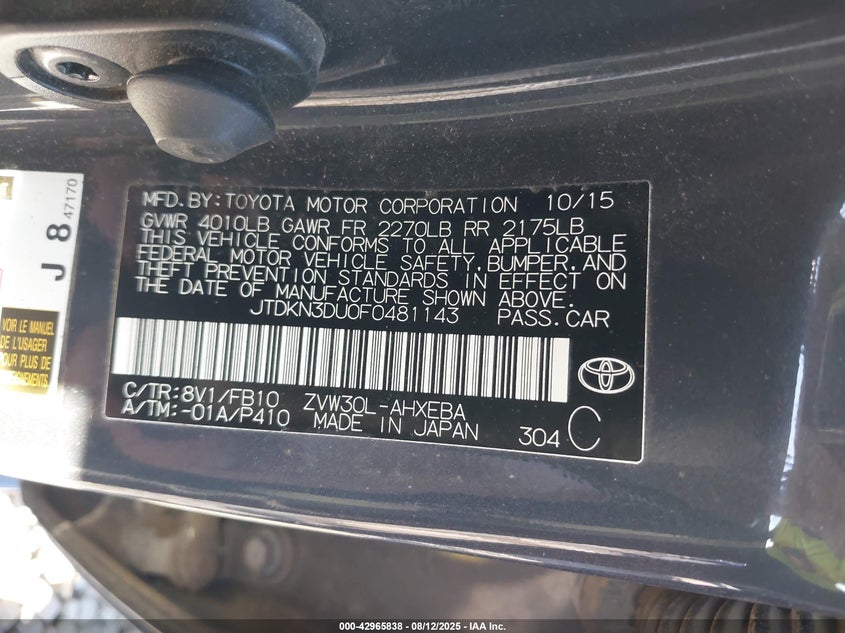 J 8 47170
VOIR LE MANUEL
DE L'USAGER
POUR PLUS DE
MFD. BY: TOYOTA MOTOR CORPORATION 10/15
GVWR 4010LB GAWR FR 2270LB RR 2175LB
THIS VEHICLE CONFORMS TO ALL APPLICABLE
FEDERAL MOTOR VEHICLE SAFETY, BUMPER, AND
THEFT PREVENTION STANDARDS IN EFFECT ON
THE DATE OF MANUFACTURE SHOWN ABOVE.
JTDKN3DU0F0481143 PASS.CAR
C/TR:8V1/FB10 ZVW30L-AHXEBA
A/TM:-01A/P410 MADE IN JAPAN 304 C
000-42965838 - 08/12/2025 - IAA Inc.